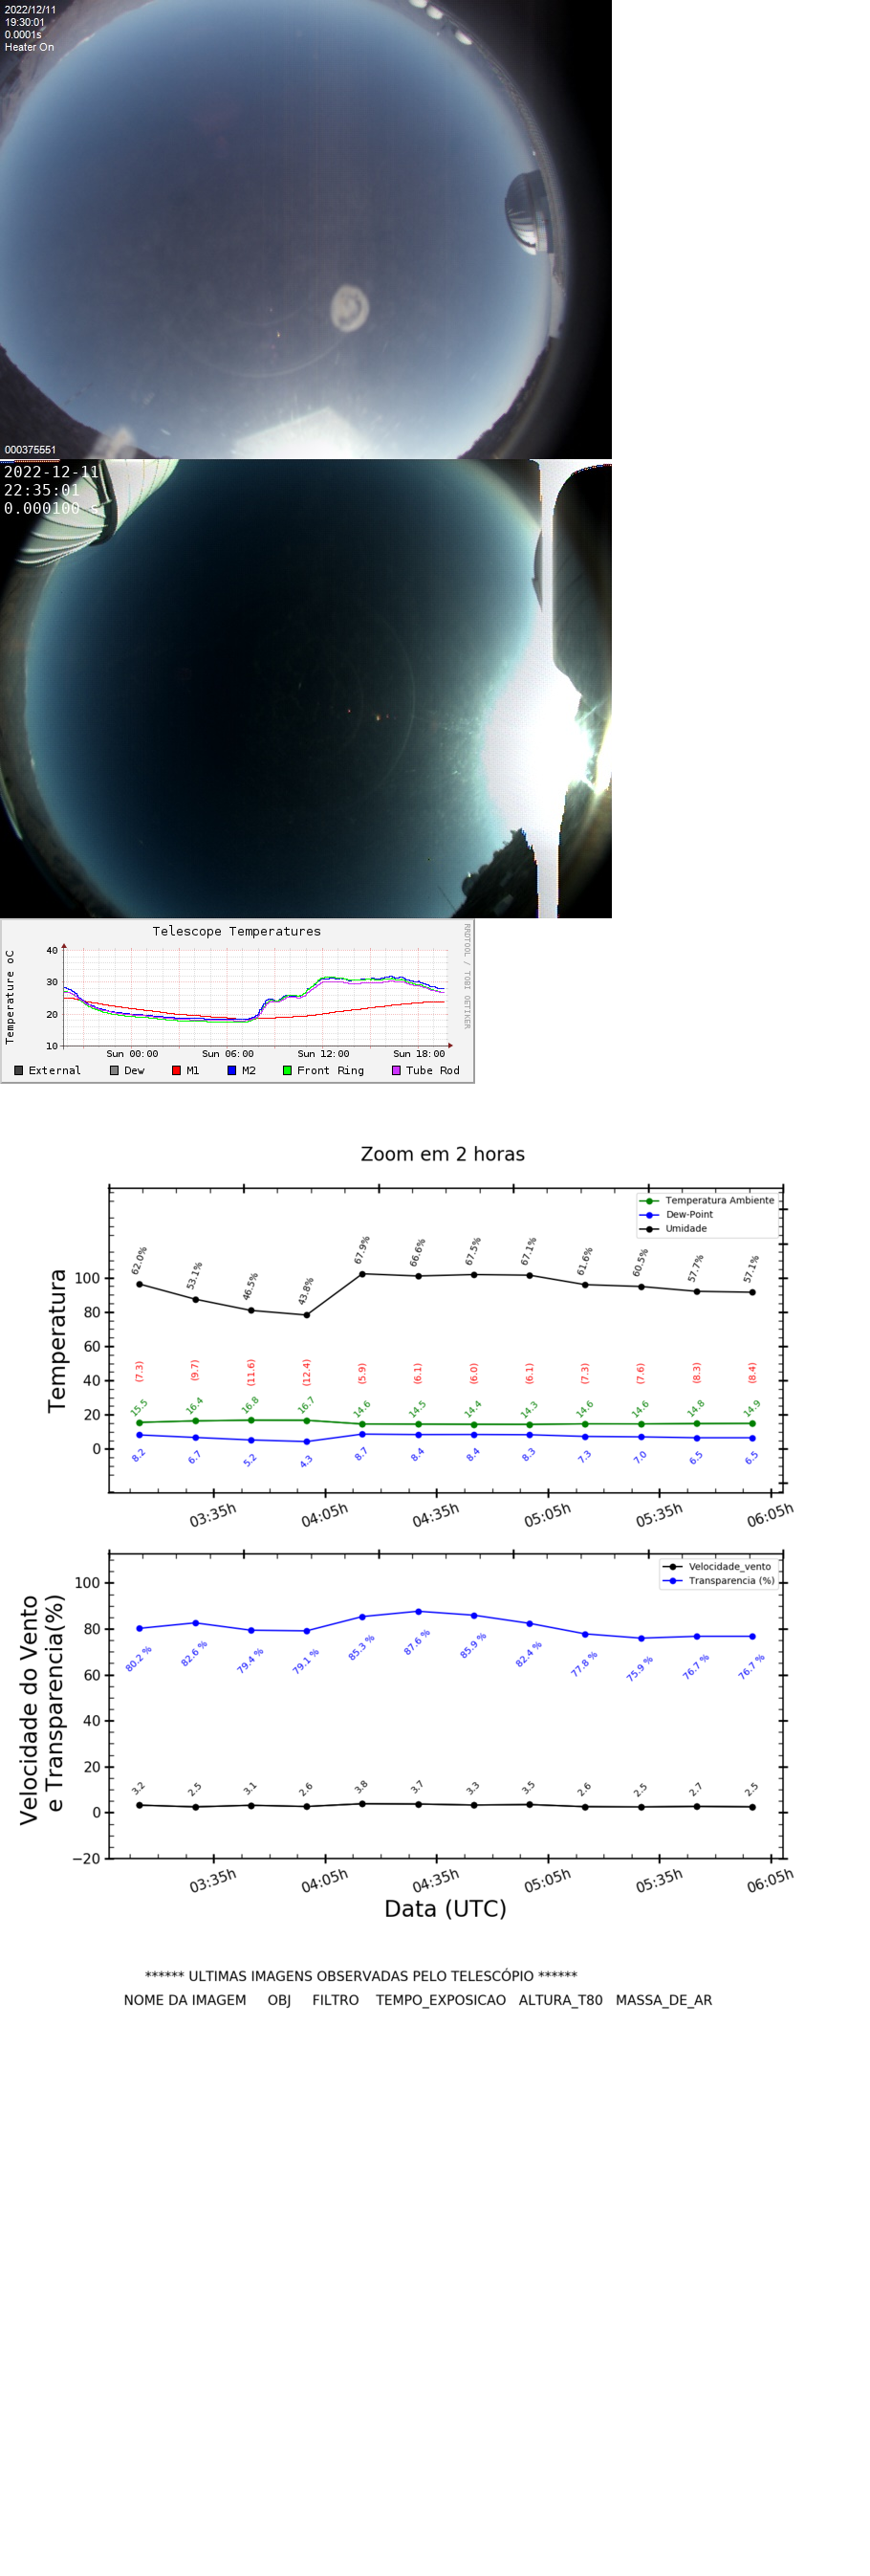 2022/12/11
19:30:01
0.0001s
Heater On
000375551
2022-12-11
22:35:01
0.000100 s
Telescope Temperatures
RRDTOOL / TOBI OETIKER
Temperature oC
40
30
20
10
Sun 00:00 Sun 06:00 Sun 12:00 Sun 18:00
External Dew M1 M2 Front Ring Tube Rod
Zoom em 2 horas
Temperatura Ambiente
Dew-Point
Umidade
Temperatura
100
80
60
40
20
0
62.0% 53.1% 46.5% 43.8% 67.9% 66.6% 67.5% 67.1% 61.6% 60.5% 57.7% 57.1%
(7.3) (9.7) (11.6) (12.4) (5.9) (6.1) (6.0) (6.1) (7.3) (7.6) (8.3) (8.4)
15.5 16.4 16.8 16.7 14.6 14.5 14.4 14.3 14.6 14.6 14.8 14.9
8.2 6.7 5.2 4.3 8.7 8.4 8.4 8.3 7.3 7.0 6.5 6.5
03:35h 04:05h 04:35h 05:05h 05:35h 06:05h
Velocidade_vento
Transparencia (%)
Velocidade do Vento
e Transparencia(%)
100
80
60
40
20
0
−20
80.2 % 82.6 % 79.4 % 79.1 % 85.3 % 87.6 % 85.9 % 82.4 % 77.8 % 75.9 % 76.7 % 76.7 %
3.2 2.5 3.1 2.6 3.8 3.7 3.3 3.5 2.6 2.5 2.7 2.5
03:35h 04:05h 04:35h 05:05h 05:35h 06:05h
Data (UTC)
****** ULTIMAS IMAGENS OBSERVADAS PELO TELESCÓPIO ******
NOME DA IMAGEM OBJ FILTRO TEMPO_EXPOSICAO ALTURA_T80 MASSA_DE_AR